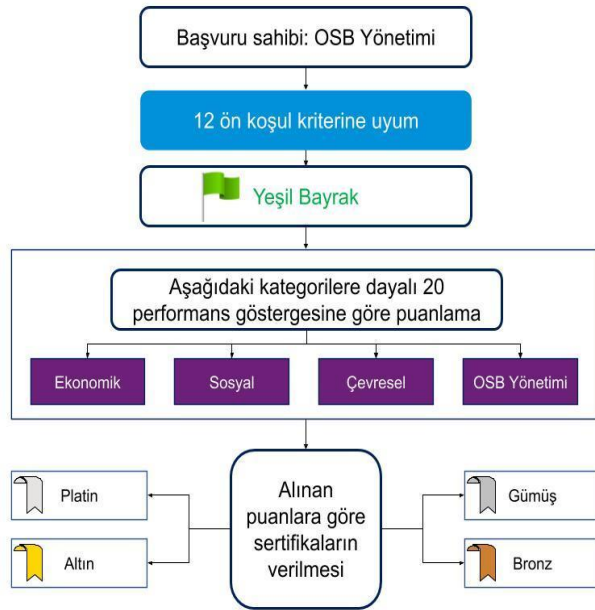 Başvuru sahibi: OSB Yönetimi
12 ön koşul kriterine uyum
Yeşil Bayrak
Aşağıdaki kategorilere dayalı 20
performans göstergesine göre puanlama
Ekonomik
Sosyal
Çevresel
OSB Yönetimi
Platin
Altın
Alınan
puanlara göre
sertifikaların
verilmesi
Gümüş
Bronz